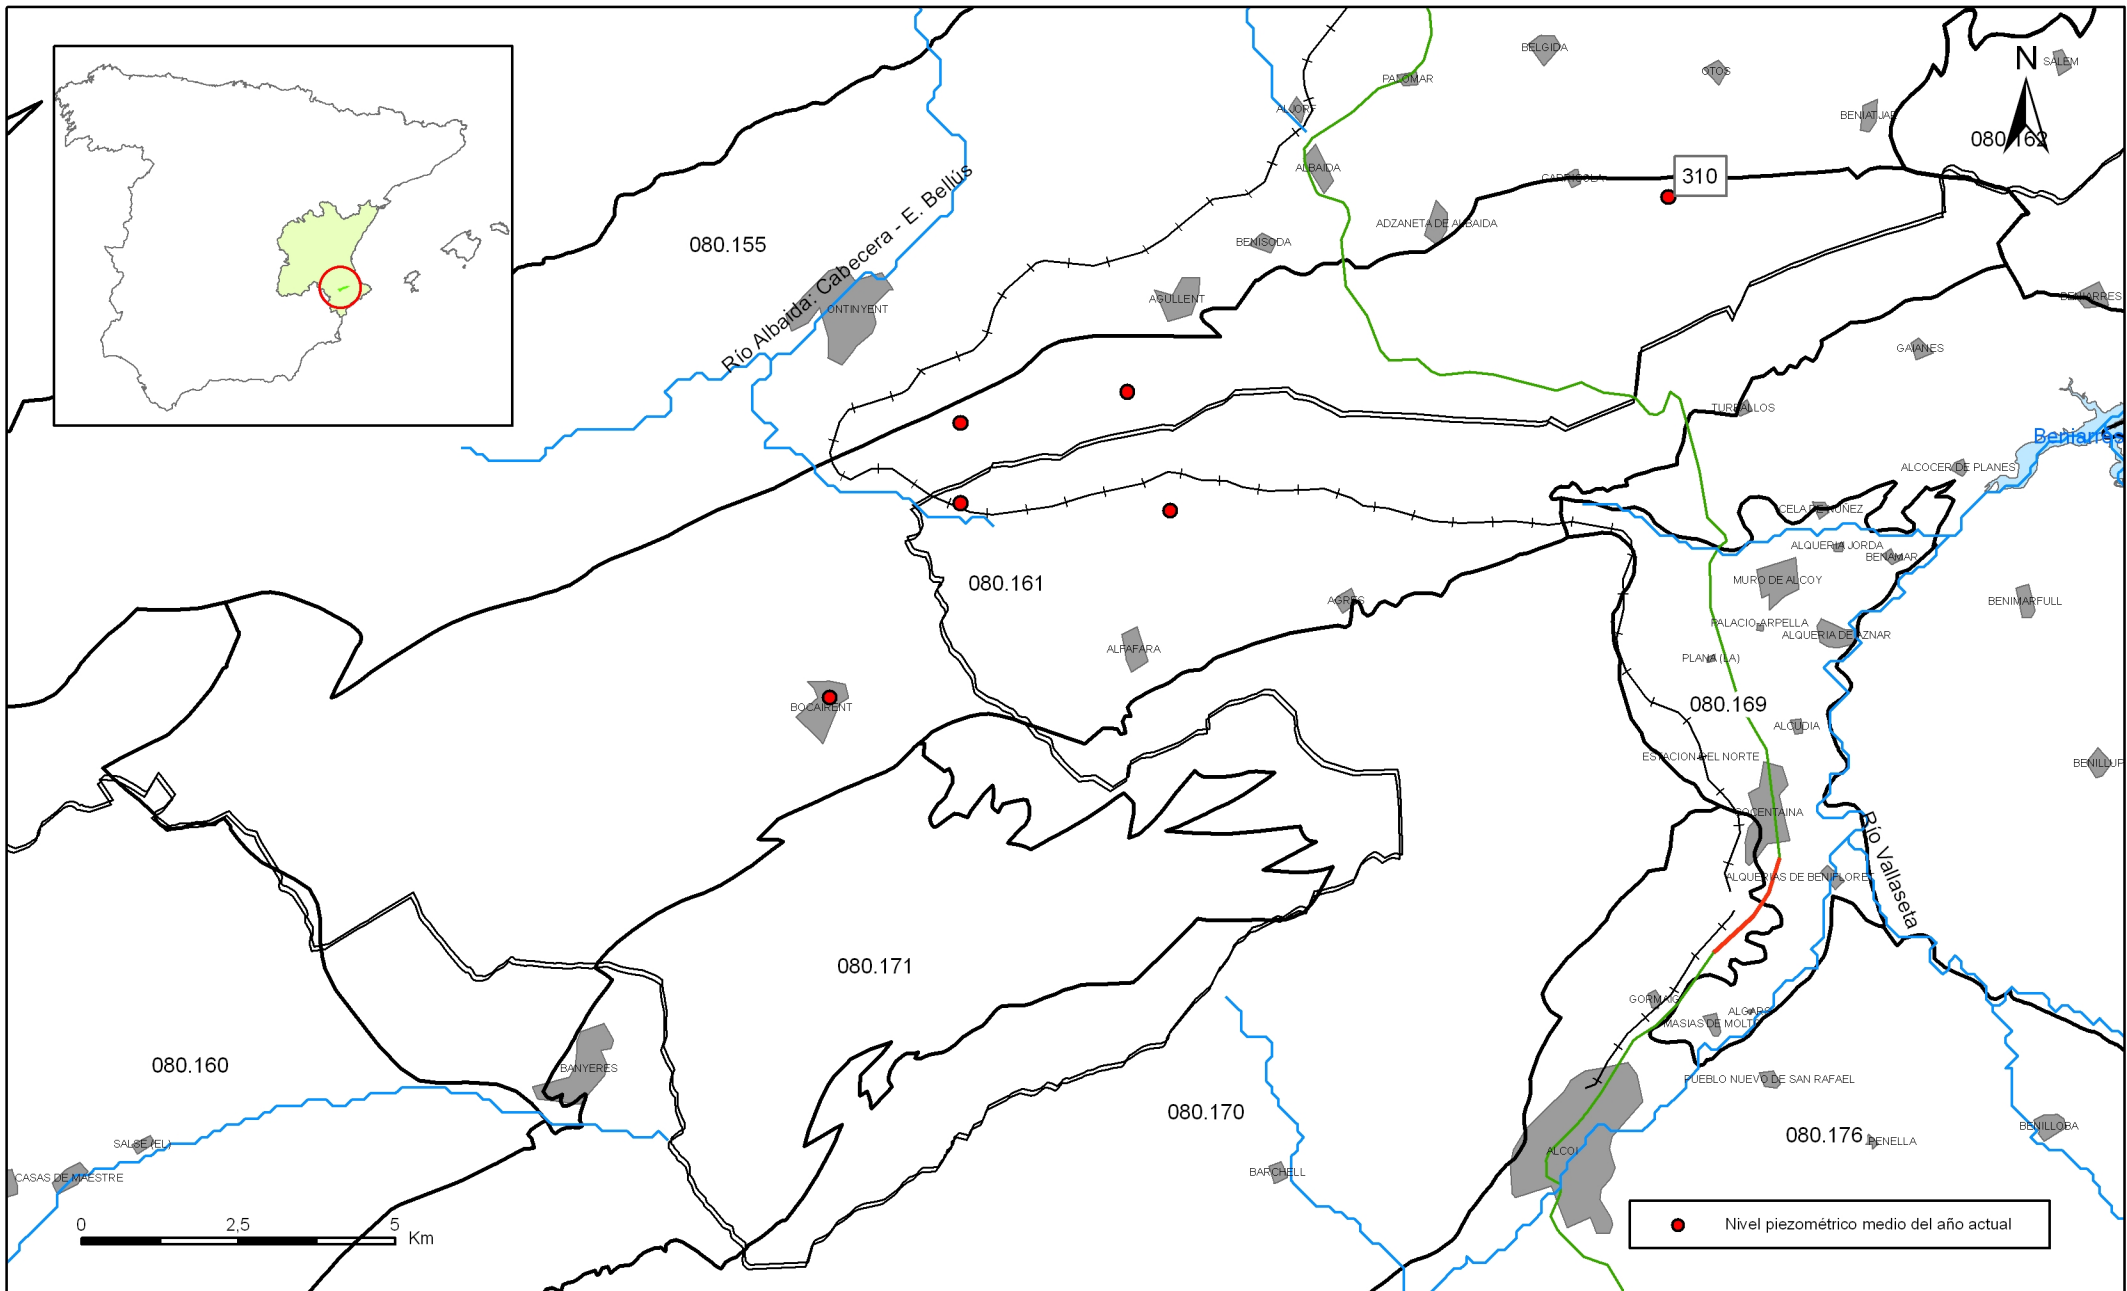 BELGIDA
OTOS
SALEM
N
PALOMAR
ALJORF
BENIATJAR
080.162
ALBAIDA
CARRICOLA
310
Río Albaida: Cabecera - E. Bellús
080.155
ADZANETA DE ALBAIDA
BENISODA
AGULLENT
ONTINYENT
BENIARRES
GAIANES
TURBALLOS
Beniarrés
ALCOCER DE PLANES
CELA DE NUÑEZ
ALQUERIA JORDA
BENAMAR
MURO DE ALCOY
080.161
AGRES
BENIMARFULL
PALACIO-ARPELLA
ALQUERIA DE AZNAR
ALFAFARA
PLANA (LA)
BOCAIRENT
080.169
ALCUDIA
ESTACION DEL NORTE
BENILLUP
COCENTAINA
Río Vallaseta
ALQUERIAS DE BENIFLORET
080.171
GORMAIG
ALGARS
MASIAS DE MOLTO
080.160
BANYERES
PUEBLO NUEVO DE SAN RAFAEL
080.170
BENILLOBA
080.176
PENELLA
SALSE (EL)
ALCOI
BARCHELL
CASAS DE MAESTRE
0 2,5 5
Km
Nivel piezométrico medio del año actual